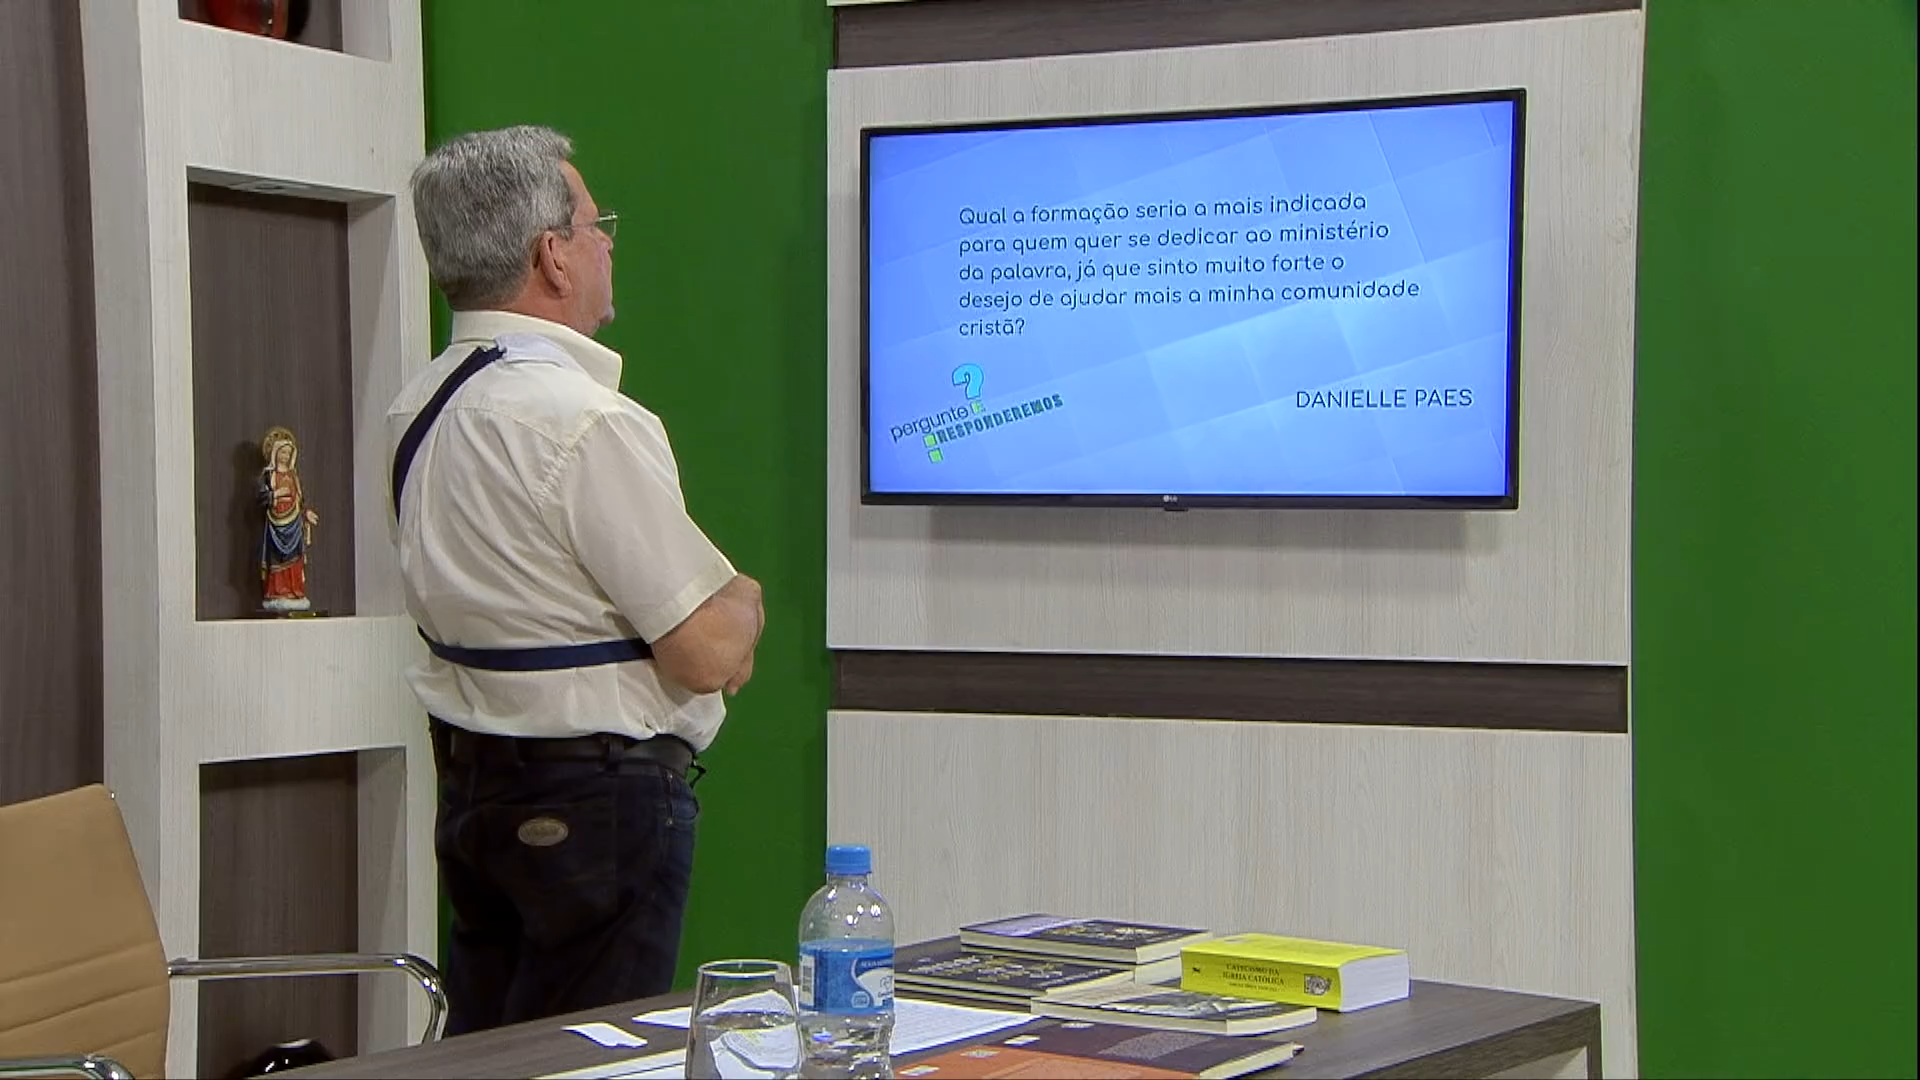 Qual a formação seria a mais indicada
para quem quer se dedicar ao ministério
da palavra, já que sinto muito forte o
desejo de ajudar mais a minha comunidade
cristã?
?
pergunte e
RESPONDEREMOS
DANIELLE PAES
LG
CATECISMO DA
IGREJA CATÓLICA